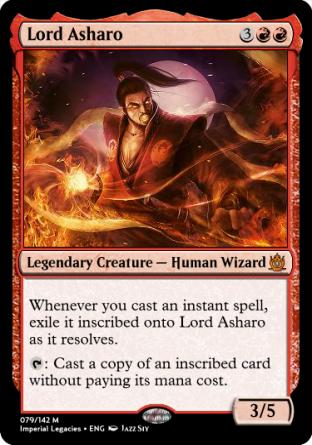 Lord Asharo 3
Legendary Creature — Human Wizard
Whenever you cast an instant spell,
exile it inscribed onto Lord Asharo
as it resolves.
: Cast a copy of an inscribed card
without paying its mana cost.
3/5
079/142 M
Imperial Legacies • ENG Jazz Siy